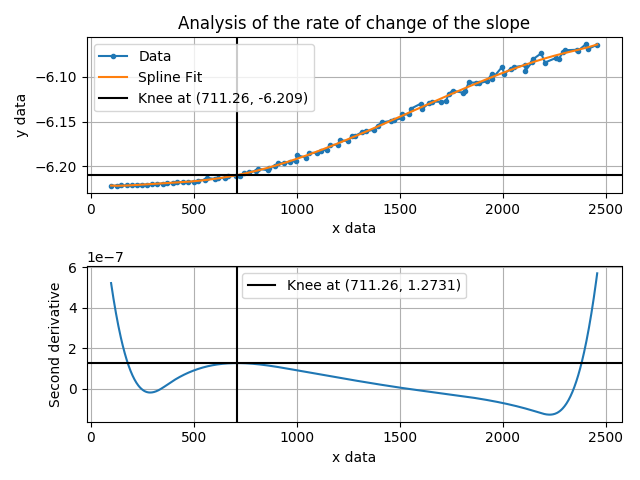 Analysis of the rate of change of the slope
Data
Spline Fit
Knee at (711.26, -6.209)
y data
−6.10
−6.15
−6.20
0 500 1000 1500 2000 2500
x data
1e−7
6
4
2
0
Second derivative
Knee at (711.26, 1.2731)
0 500 1000 1500 2000 2500
x data